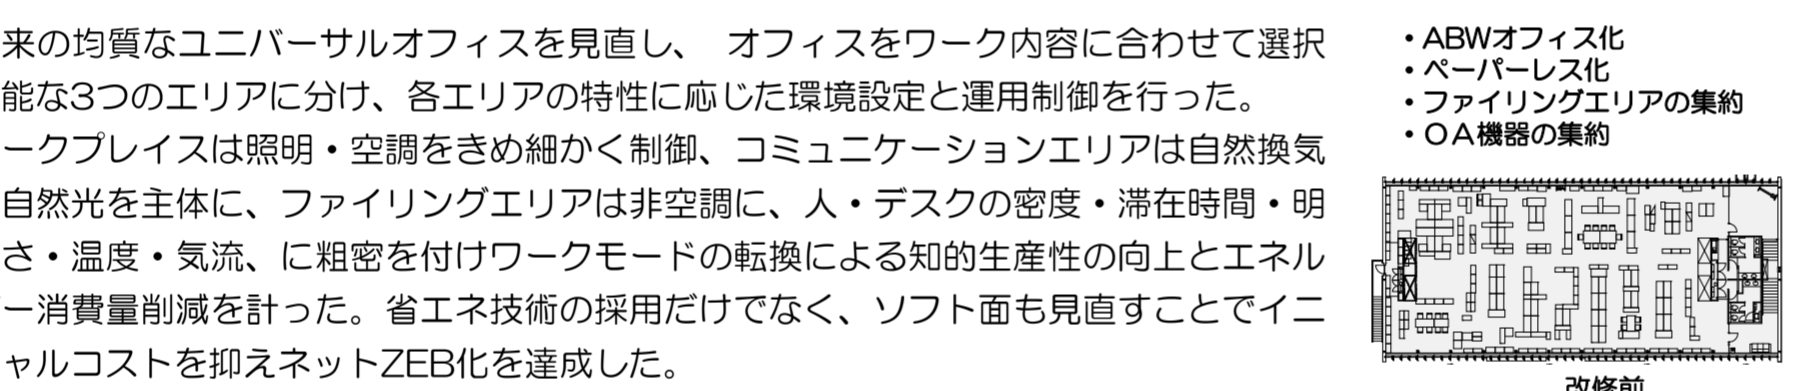 来の均質なユニバーサルオフィスを見直し、 オフィスをワーク内容に合わせて選択
能な3つのエリアに分け、各エリアの特性に応じた環境設定と運用制御を行った。
ークプレイスは照明・空調をきめ細かく制御、コミュニケーションエリアは自然換気
自然光を主体に、ファイリングエリアは非空調に、人・デスクの密度・滞在時間・明
さ・温度・気流、に粗密を付けワークモードの転換による知的生産性の向上とエネル
ー消費量削減を計った。省エネ技術の採用だけでなく、ソフト面も見直すことでイニ
ャルコストを抑えネットZEB化を達成した。
・ABWオフィス化
・ペーパーレス化
・ファイリングエリアの集約
・ＯＡ機器の集約
改修前